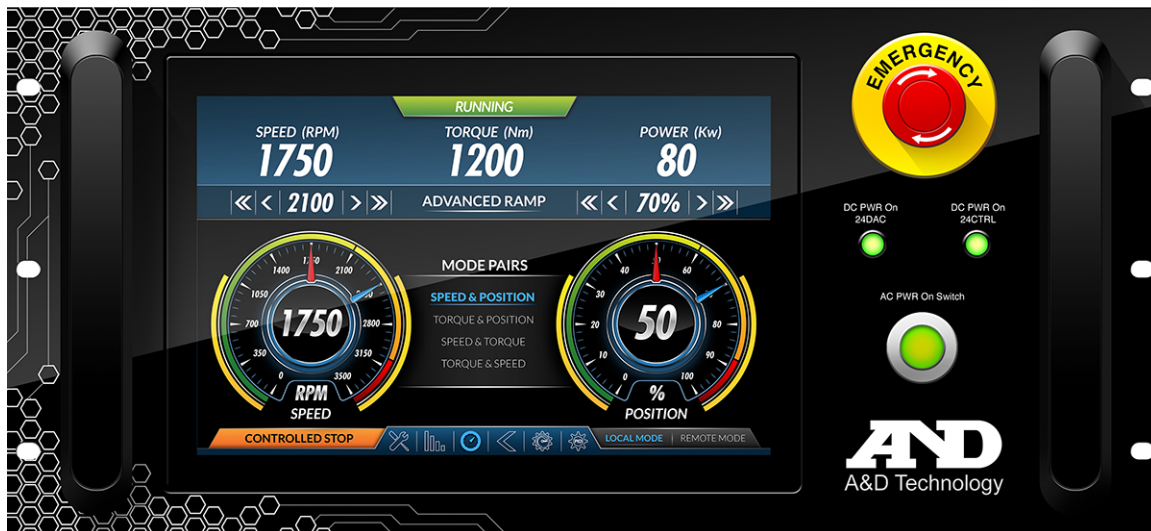 RUNNING
SPEED (RPM) TORQUE (Nm) POWER (Kw)
1750 1200 80
2100 ADVANCED RAMP 70%
EMERGENCY
DC PWR On
24DAC
DC PWR On
24CTRL
AC PWR On Switch
0 350 700 1050 1400 2100 2800 3150 3500
1750
RPM
SPEED
MODE PAIRS
SPEED & POSITION
TORQUE & POSITION
SPEED & TORQUE
TORQUE & SPEED
0 10 20 30 40 60 80 90 100
50
%
POSITION
CONTROLLED STOP
LOCAL MODE | REMOTE MODE
AND
A&D Technology